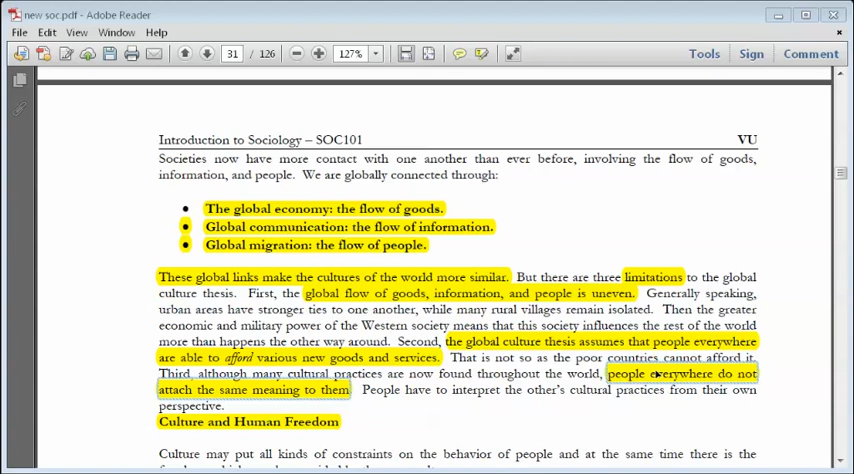 new soc.pdf - Adobe Reader
File Edit View Window Help
31 / 126 127% Tools Sign Comment
Introduction to Sociology – SOC101 VU
Societies now have more contact with one another than ever before, involving the flow of goods,
information, and people. We are globally connected through:
• The global economy: the flow of goods.
• Global communication: the flow of information.
• Global migration: the flow of people.
These global links make the cultures of the world more similar. But there are three limitations to the global
culture thesis. First, the global flow of goods, information, and people is uneven. Generally speaking,
urban areas have stronger ties to one another, while many rural villages remain isolated. Then the greater
economic and military power of the Western society means that this society influences the rest of the world
more than happens the other way around. Second, the global culture thesis assumes that people everywhere
are able to afford various new goods and services. That is not so as the poor countries cannot afford it.
Third, although many cultural practices are now found throughout the world, people everywhere do not
attach the same meaning to them People have to interpret the other's cultural practices from their own
perspective.
Culture and Human Freedom
Culture may put all kinds of constraints on the behavior of people and at the same time there is the